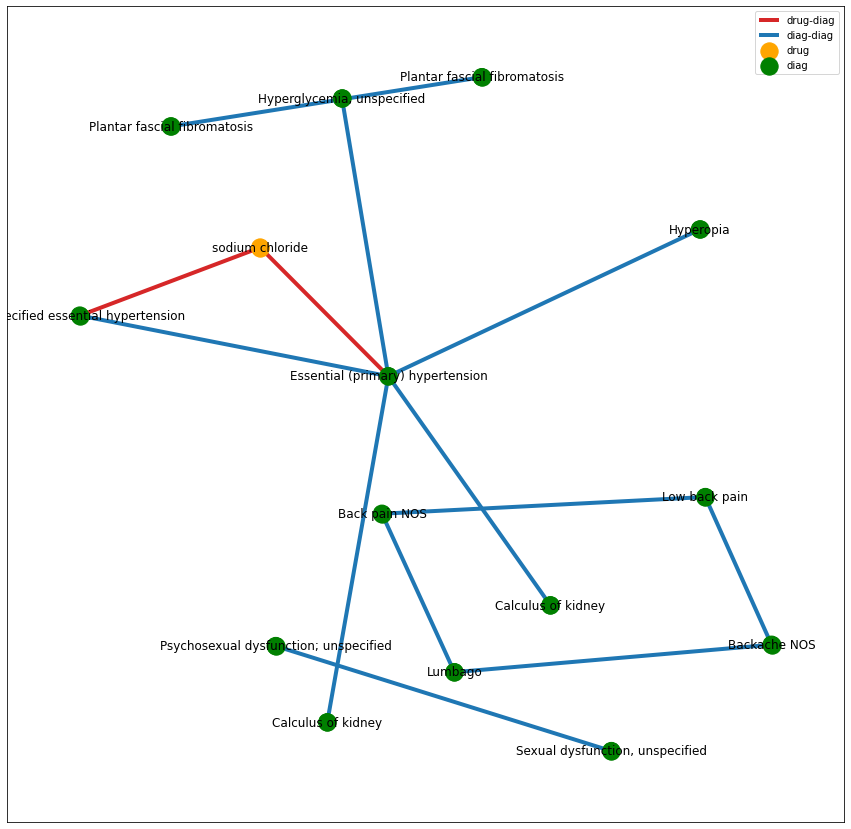 drug-diag
diag-diag
drug
diag
Plantar fascial fibromatosis
Hyperglycemia, unspecified
Plantar fascial fibromatosis
Hyperopia
sodium chloride
ecified essential hypertension
Essential (primary) hypertension
Low back pain
Back pain NOS
Calculus of kidney
Psychosexual dysfunction; unspecified
Backache NOS
Lumbago
Calculus of kidney
Sexual dysfunction, unspecified